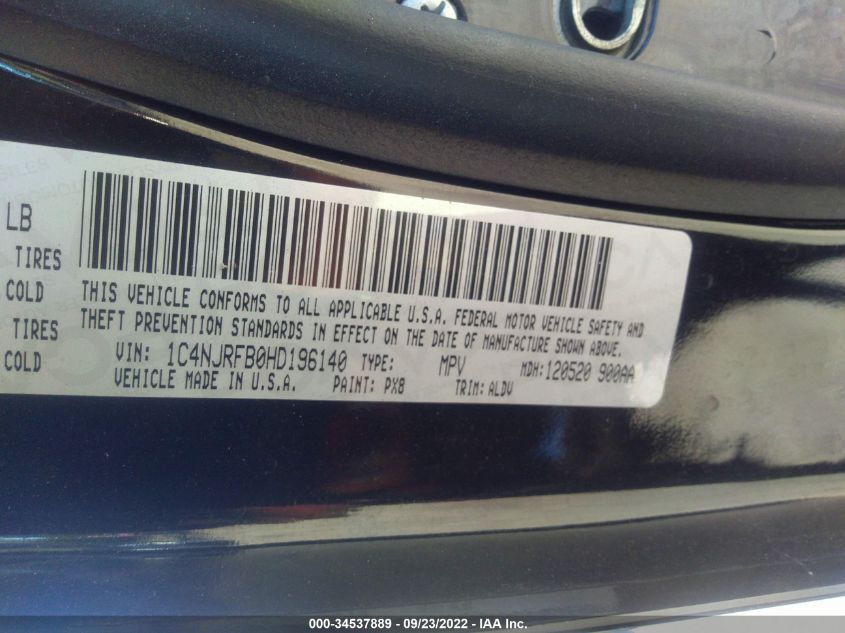 LB
TIRES
COLD
TIRES
COLD
THIS VEHICLE CONFORMS TO ALL APPLICABLE U.S.A. FEDERAL MOTOR VEHICLE SAFETY AND
THEFT PREVENTION STANDARDS IN EFFECT ON THE DATE OF MANUFACTURE SHOWN ABOVE.
VIN: 1C4NJRFB0HD196140 TYPE: MPV MDH: 120520 900AA
VEHICLE MADE IN U.S.A. PAINT: PX8 TRIM: ALDV
000-34537889 - 09/23/2022 - IAA Inc.